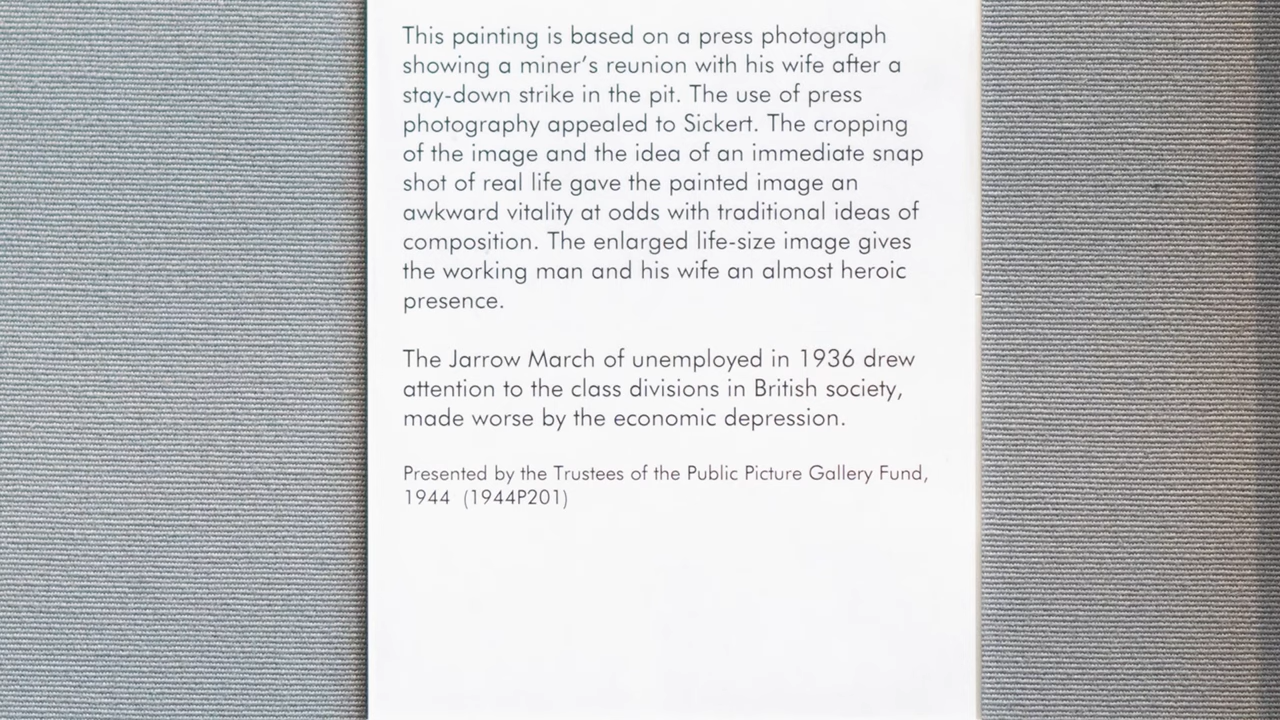 This painting is based on a press photograph
showing a miner's reunion with his wife after a
stay-down strike in the pit. The use of press
photography appealed to Sickert. The cropping
of the image and the idea of an immediate snap
shot of real life gave the painted image an
awkward vitality at odds with traditional ideas of
composition. The enlarged life-size image gives
the working man and his wife an almost heroic
presence.
The Jarrow March of unemployed in 1936 drew
attention to the class divisions in British society,
made worse by the economic depression.
Presented by the Trustees of the Public Picture Gallery Fund,
1944 (1944P201)